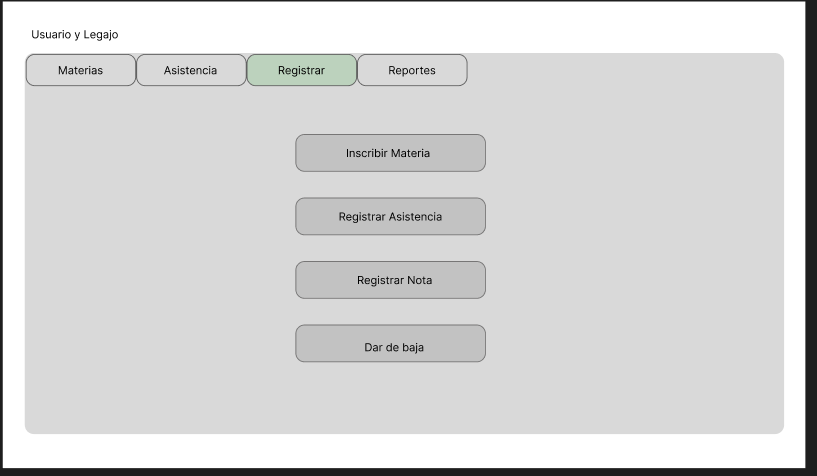 Usuario y Legajo
Materias
Asistencia
Registrar
Reportes
Inscribir Materia
Registrar Asistencia
Registrar Nota
Dar de baja